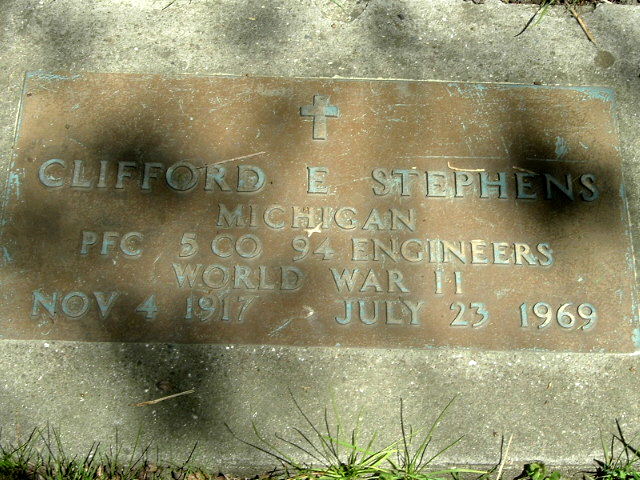 CLIFFORD E STEPHENS
MICHIGAN
PFC 5 CO 94 ENGINEERS
WORLD WAR II
NOV 4 1917 JULY 23 1969